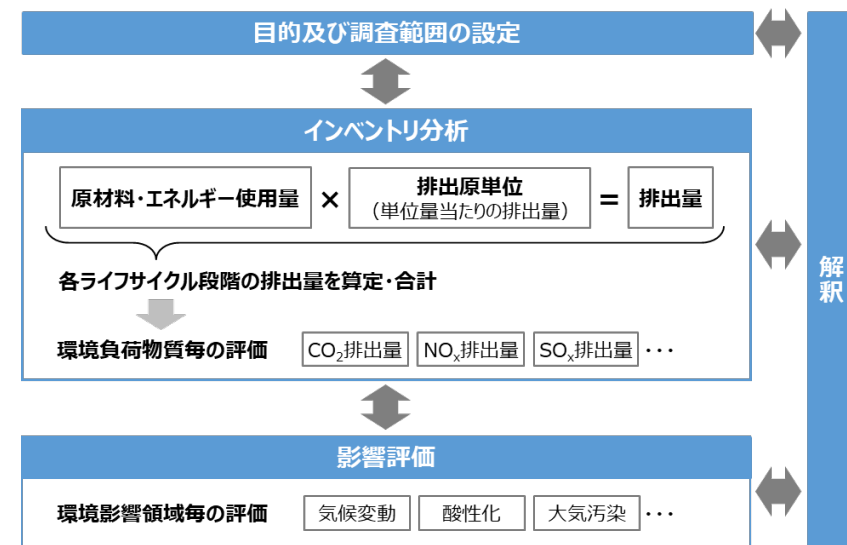 目的及び調査範囲の設定
インベントリ分析
原材料・エネルギー使用量 × 排出原単位 = 排出量
(単位量当たりの排出量)
各ライフサイクル段階の排出量を算定・合計
環境負荷物質毎の評価 CO₂排出量 NOₓ排出量 SOₓ排出量 ・・・
影響評価
環境影響領域毎の評価 気候変動 酸性化 大気汚染 ・・・
解釈